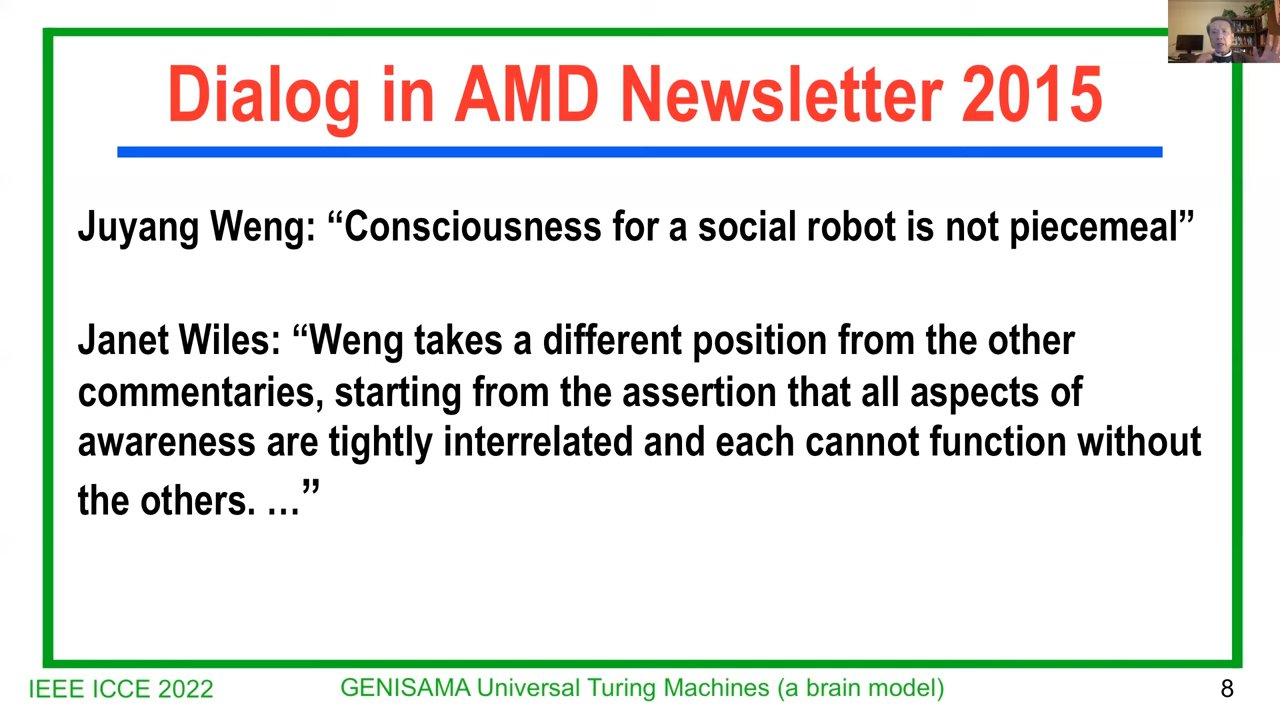 Dialog in AMD Newsletter 2015
Juyang Weng: “Consciousness for a social robot is not piecemeal”
Janet Wiles: “Weng takes a different position from the other
commentaries, starting from the assertion that all aspects of
awareness are tightly interrelated and each cannot function without
the others. …”
IEEE ICCE 2022
GENISAMA Universal Turing Machines (a brain model)
8